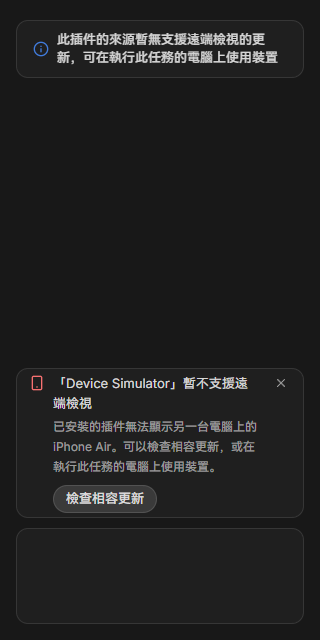 此插件的來源暫無支援遠端檢視的更
新，可在執行此任務的電腦上使用裝置
「Device Simulator」暫不支援遠
端檢視
已安裝的插件無法顯示另一台電腦上的
iPhone Air。可以檢查相容更新，或在
執行此任務的電腦上使用裝置。
檢查相容更新